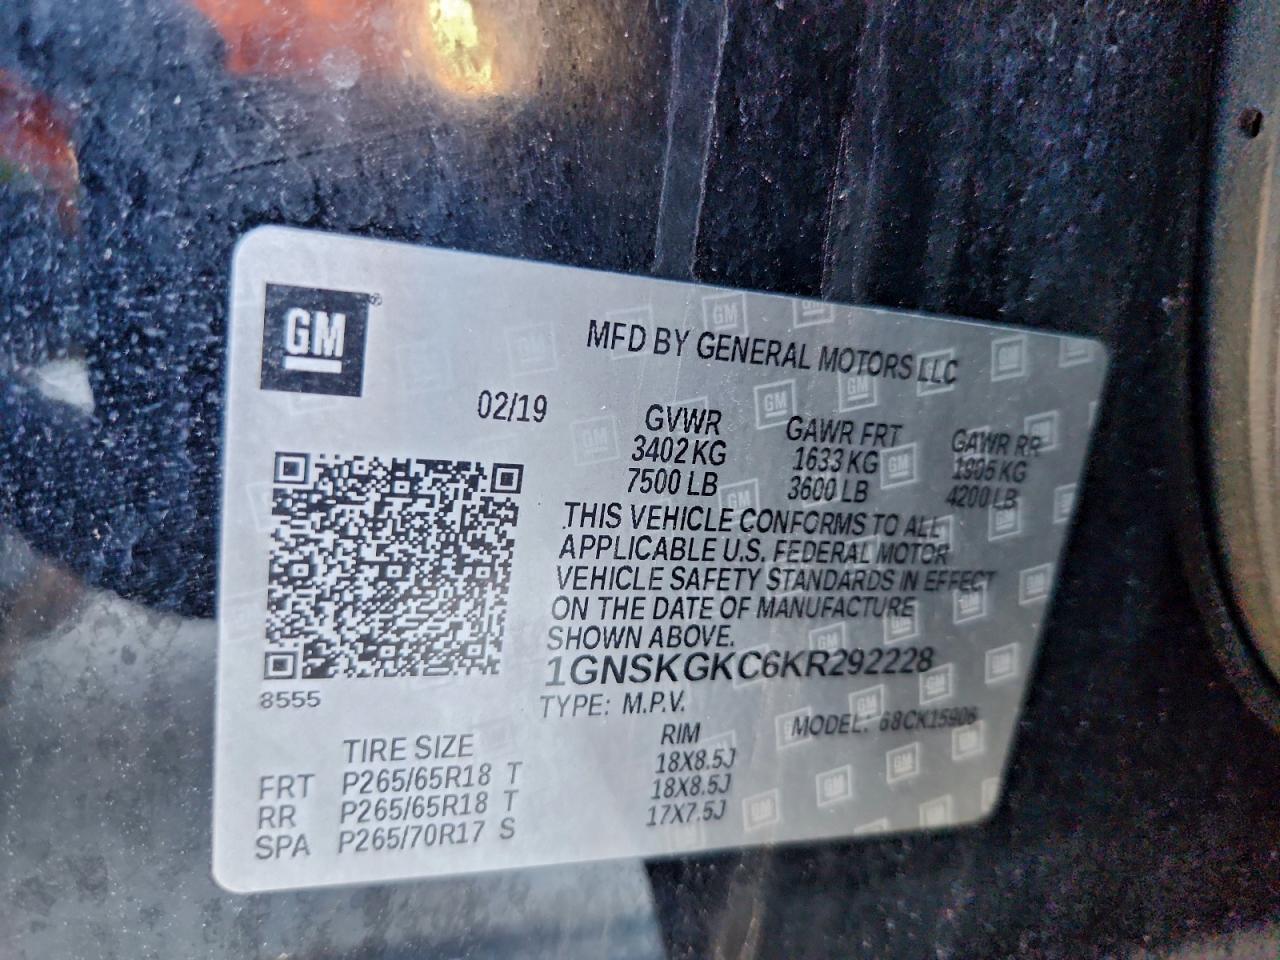 GM
MFD BY GENERAL MOTORS LLC
02/19
GVWR GAWR FRT GAWR RR
3402 KG 1633 KG 1905 KG
7500 LB 3600 LB 4200 LB
THIS VEHICLE CONFORMS TO ALL
APPLICABLE U.S. FEDERAL MOTOR
VEHICLE SAFETY STANDARDS IN EFFECT
ON THE DATE OF MANUFACTURE
SHOWN ABOVE.
1GNSKGKC6KR292228
8555
TYPE: M.P.V. MODEL: 68CK15906
TIRE SIZE RIM
FRT P265/65R18 T 18X8.5J
RR P265/65R18 T 18X8.5J
SPA P265/70R17 S 17X7.5J